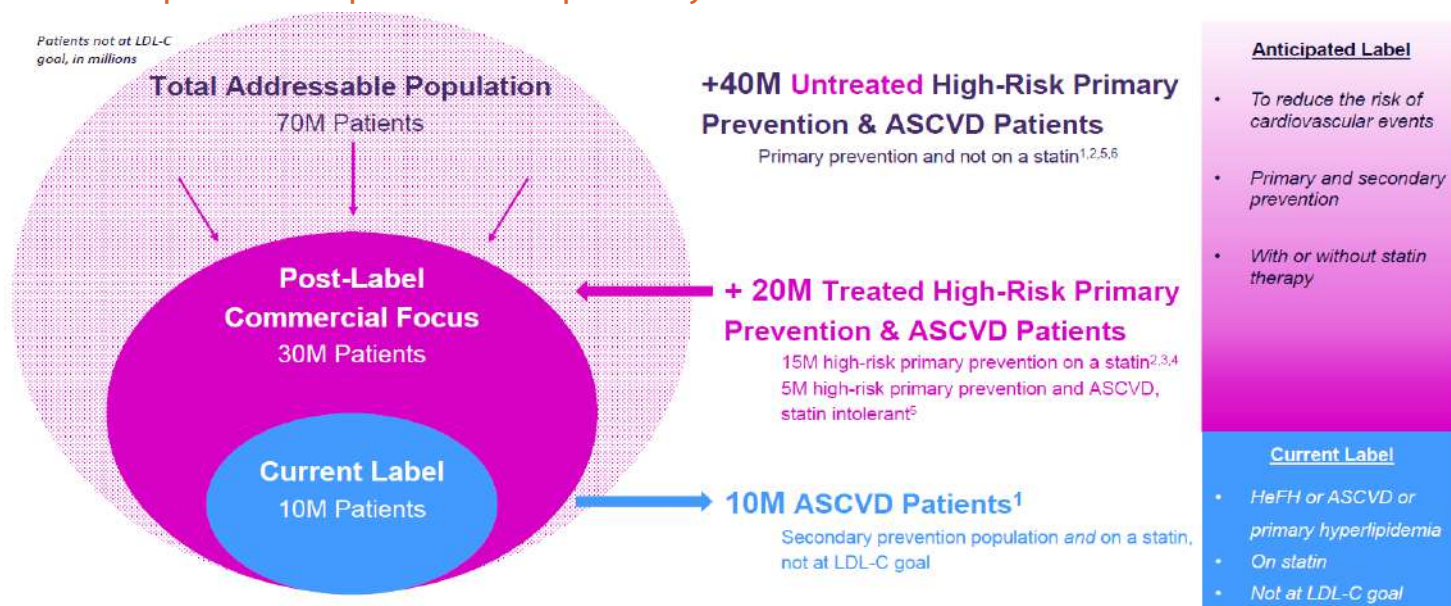 Patients not at LDL-C
goal, in millions
Total Addressable Population
70M Patients
Post-Label
Commercial Focus
30M Patients
Current Label
10M Patients
+40M Untreated High-Risk Primary
Prevention & ASCVD Patients
Primary prevention and not on a statin1,2,5,6
+ 20M Treated High-Risk Primary
Prevention & ASCVD Patients
15M high-risk primary prevention on a statin2,3,4
5M high-risk primary prevention and ASCVD,
statin intolerant5
10M ASCVD Patients1
Secondary prevention population and on a statin,
not at LDL-C goal
Anticipated Label
• To reduce the risk of
cardiovascular events
• Primary and secondary
prevention
• With or without statin
therapy
Current Label
• HeFH or ASCVD or
primary hyperlipidemia
• On statin
• Not at LDL-C goal